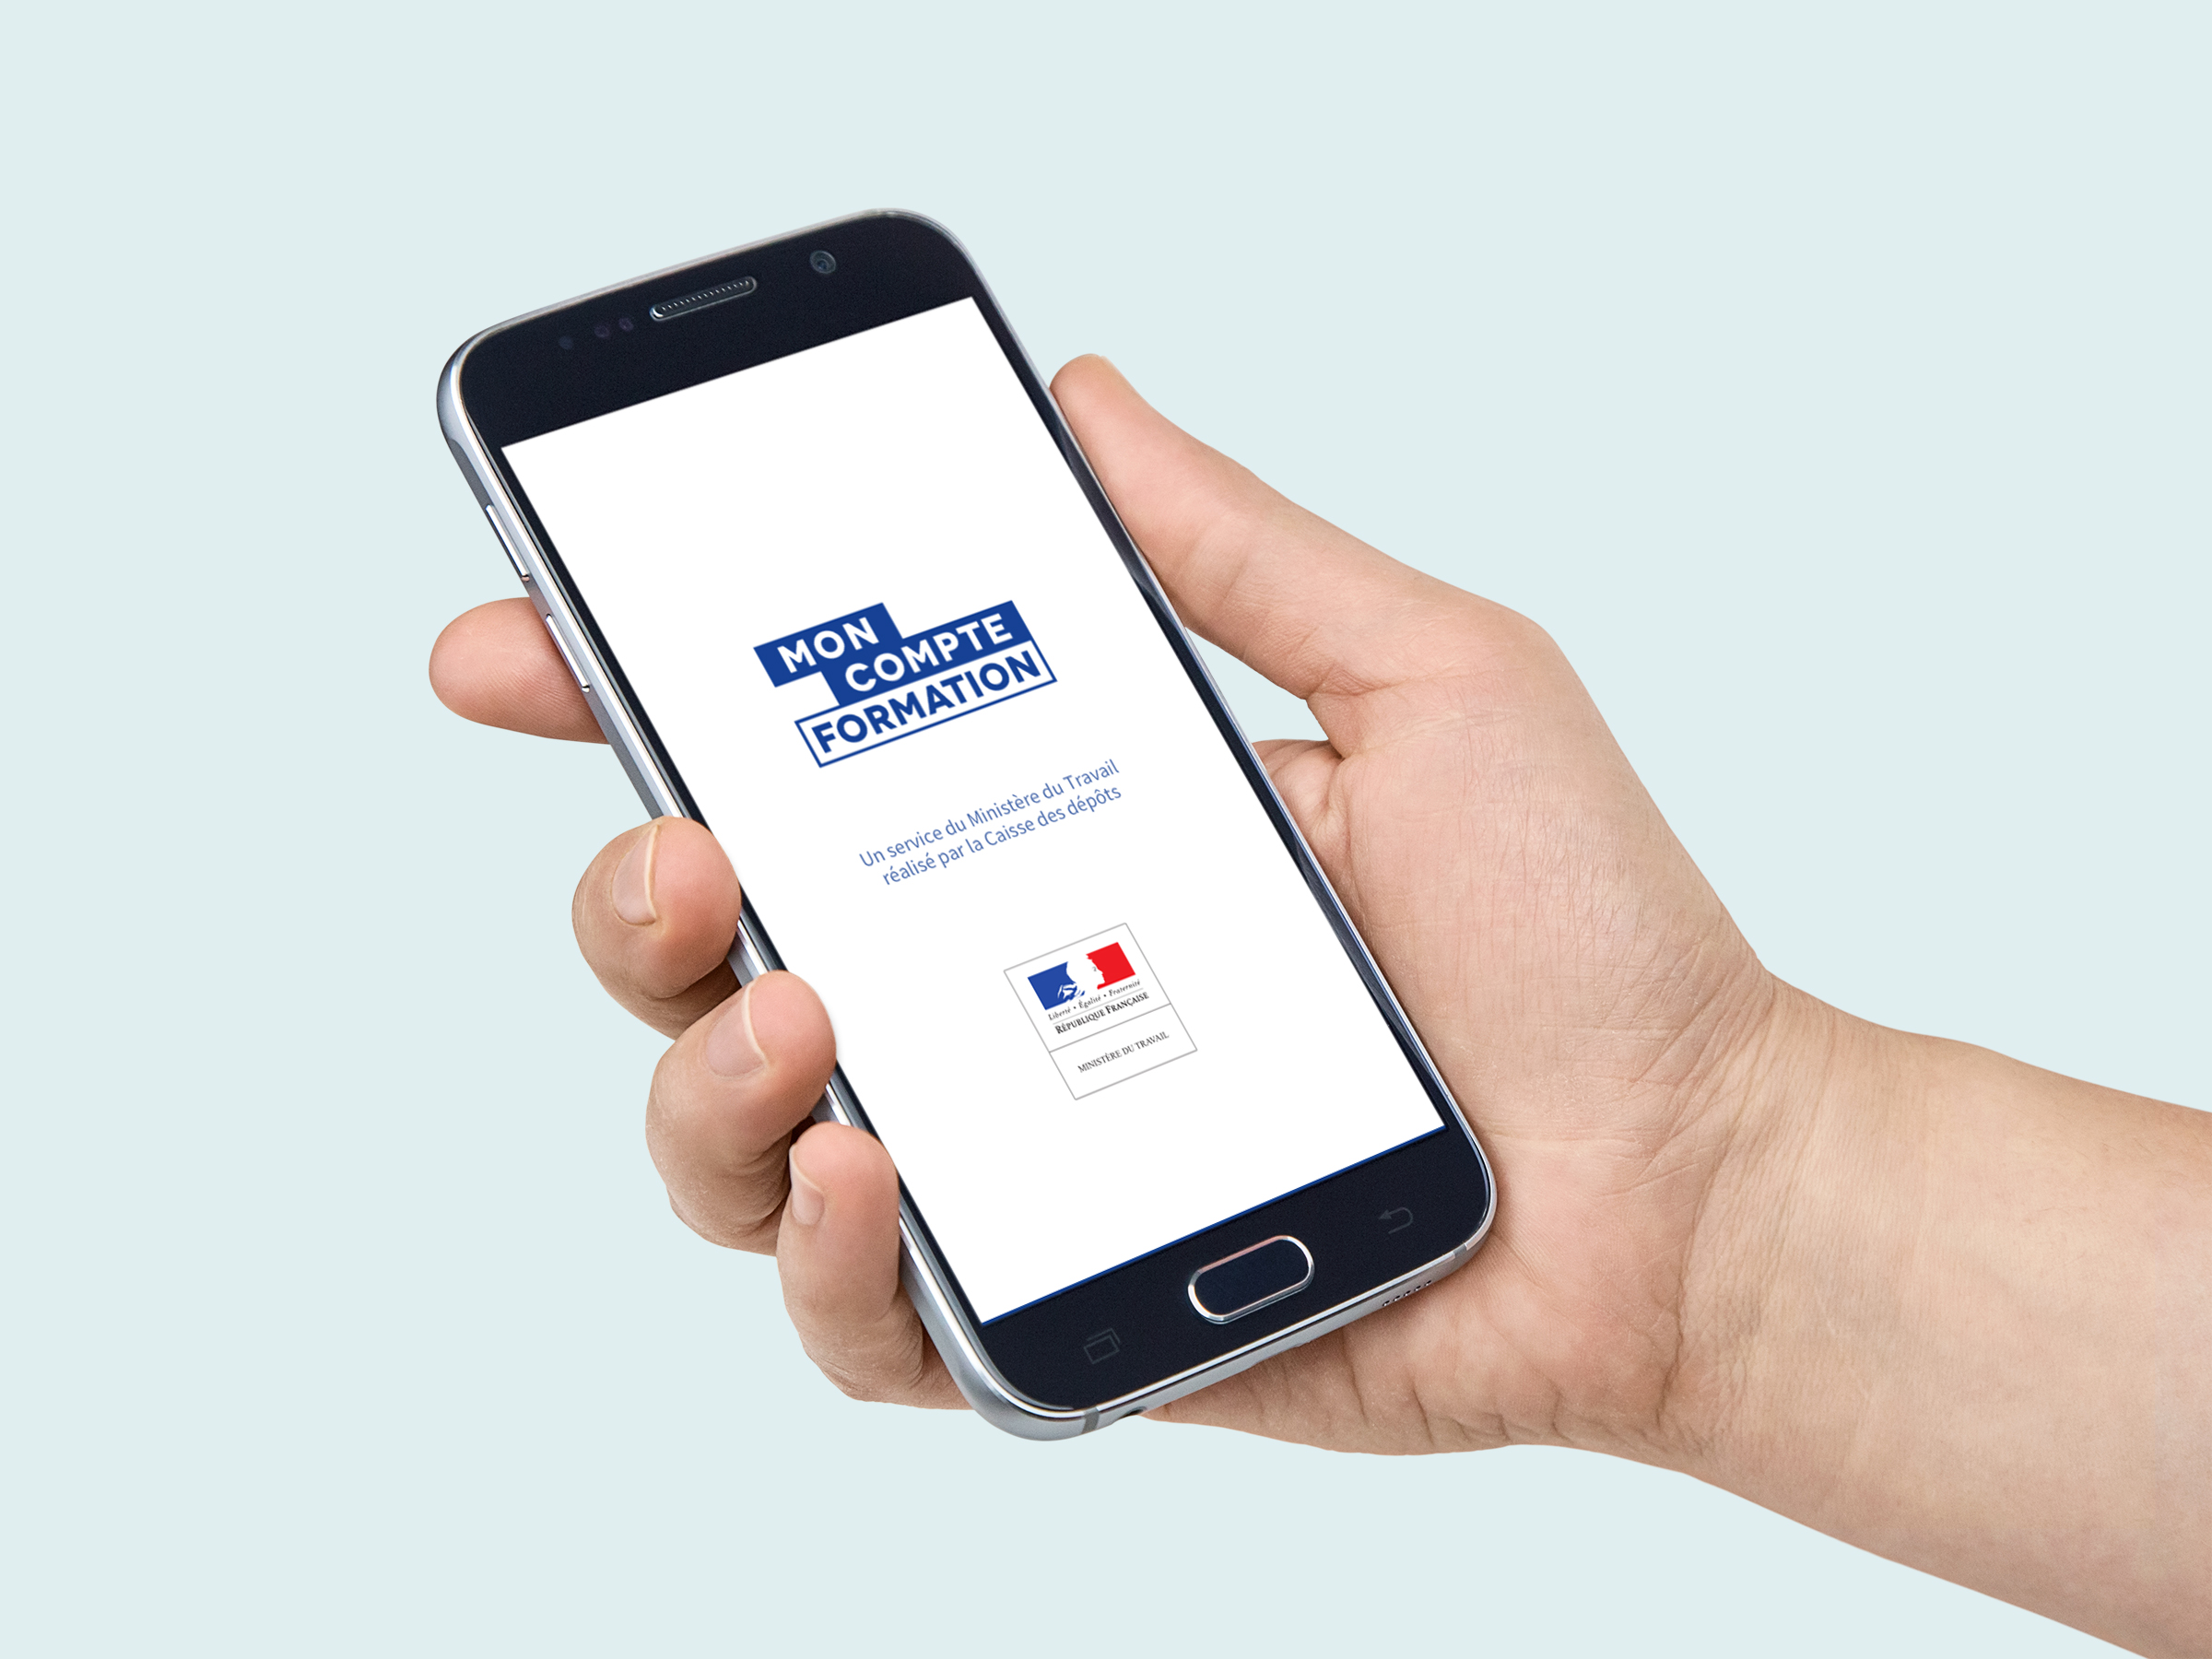 MON
COMPTE
FORMATION
Un service du Ministère du Travail
réalisé par la Caisse des dépôts
Liberté • Égalité • Fraternité
RÉPUBLIQUE FRANÇAISE
MINISTÈRE DU TRAVAIL